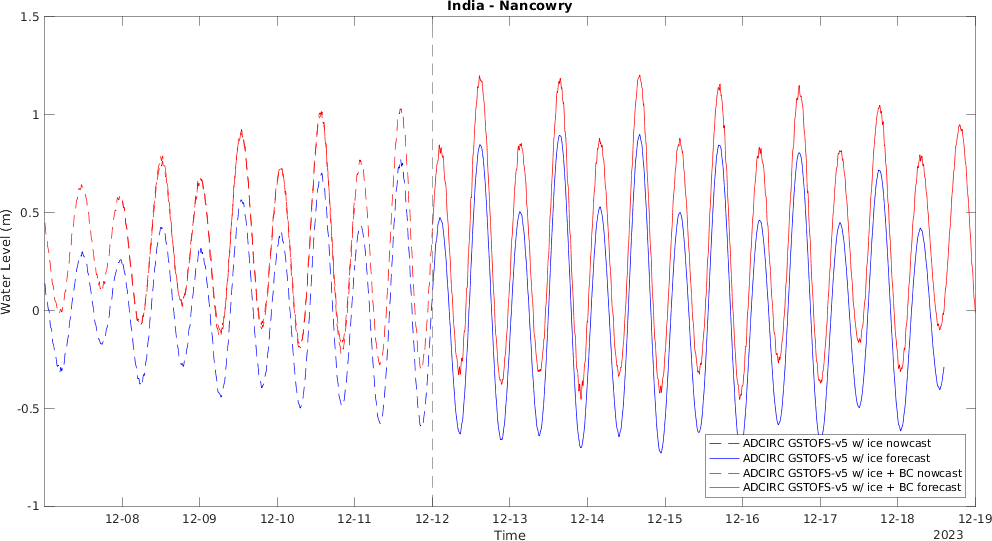 India - Nancowry
1.5
1
0.5
0
-0.5
-1
Water Level (m)
ADCIRC GSTOFS-v5 w/ ice nowcast
ADCIRC GSTOFS-v5 w/ ice forecast
ADCIRC GSTOFS-v5 w/ ice + BC nowcast
ADCIRC GSTOFS-v5 w/ ice + BC forecast
12-08 12-09 12-10 12-11 12-12 12-13 12-14 12-15 12-16 12-17 12-18 12-19
Time
2023